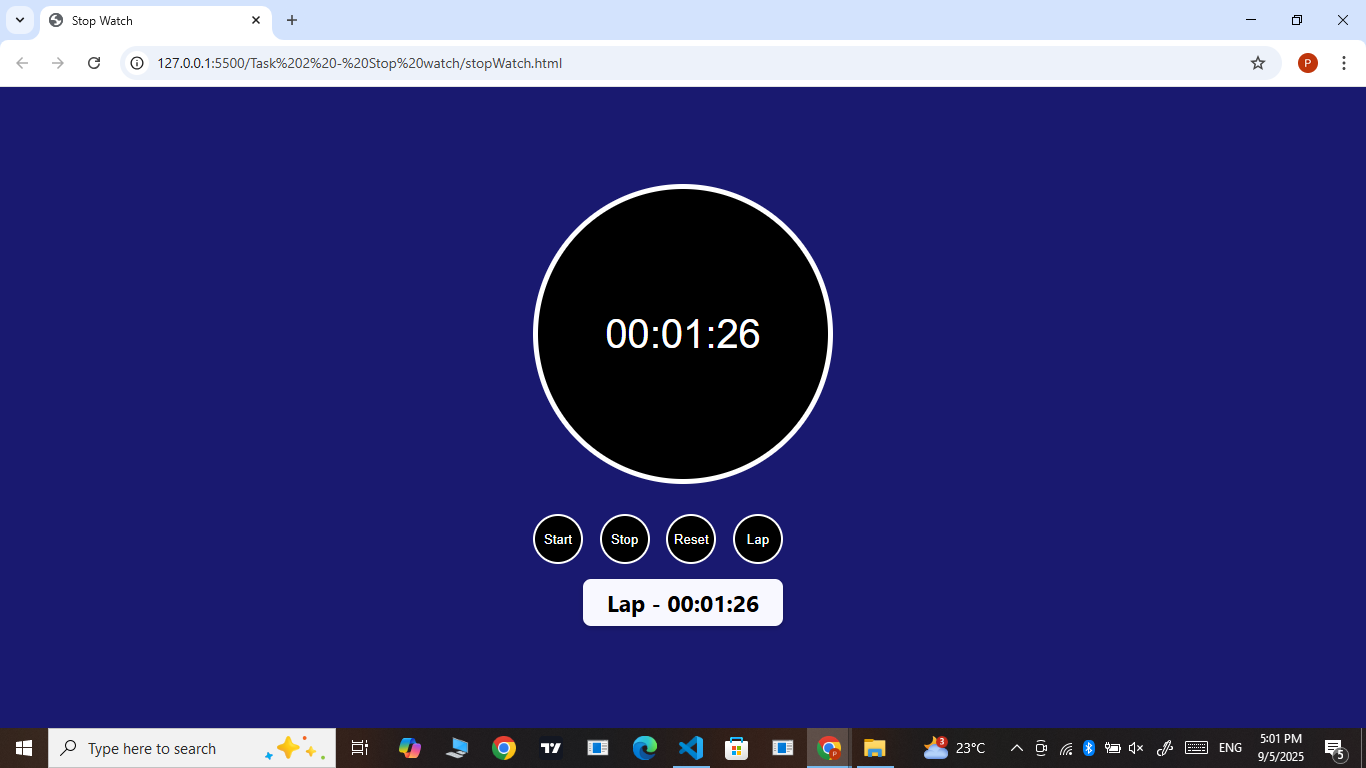 Stop Watch
127.0.0.1:5500/Task%202%20-%20Stop%20watch/stopWatch.html
P
00:01:26
Start Stop Reset Lap
Lap - 00:01:26
Type here to search
3
23°C
ENG
5:01 PM
9/5/2025
5